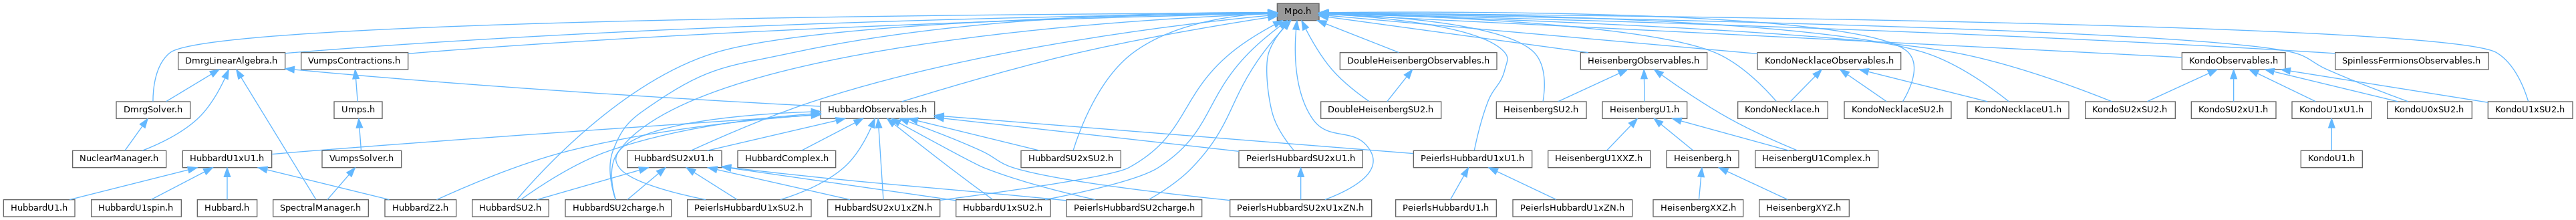 Mpo.h
DmrgLinearAlgebra.h
VumpsContractions.h
DoubleHeisenbergObservables.h
HeisenbergObservables.h
KondoNecklaceObservables.h
KondoObservables.h
SpinlessFermionsObservables.h
DmrgSolver.h
Umps.h
HubbardObservables.h
DoubleHeisenbergSU2.h
HeisenbergSU2.h
HeisenbergU1.h
KondoNecklace.h
KondoNecklaceSU2.h
KondoNecklaceU1.h
KondoSU2xSU2.h
KondoSU2xU1.h
KondoU1xU1.h
KondoU0xSU2.h
KondoU1xSU2.h
NuclearManager.h
HubbardU1xU1.h
VumpsSolver.h
HubbardSU2xU1.h
HubbardComplex.h
HubbardSU2xSU2.h
PeierlsHubbardSU2xU1.h
PeierlsHubbardU1xU1.h
HeisenbergU1XXZ.h
Heisenberg.h
HeisenbergU1Complex.h
KondoU1.h
HubbardU1.h
HubbardU1spin.h
Hubbard.h
SpectralManager.h
HubbardZ2.h
HubbardSU2.h
HubbardSU2charge.h
PeierlsHubbardU1xSU2.h
HubbardSU2xU1xZN.h
HubbardU1xSU2.h
PeierlsHubbardSU2charge.h
PeierlsHubbardSU2xU1xZN.h
PeierlsHubbardU1.h
PeierlsHubbardU1xZN.h
HeisenbergXXZ.h
HeisenbergXYZ.h